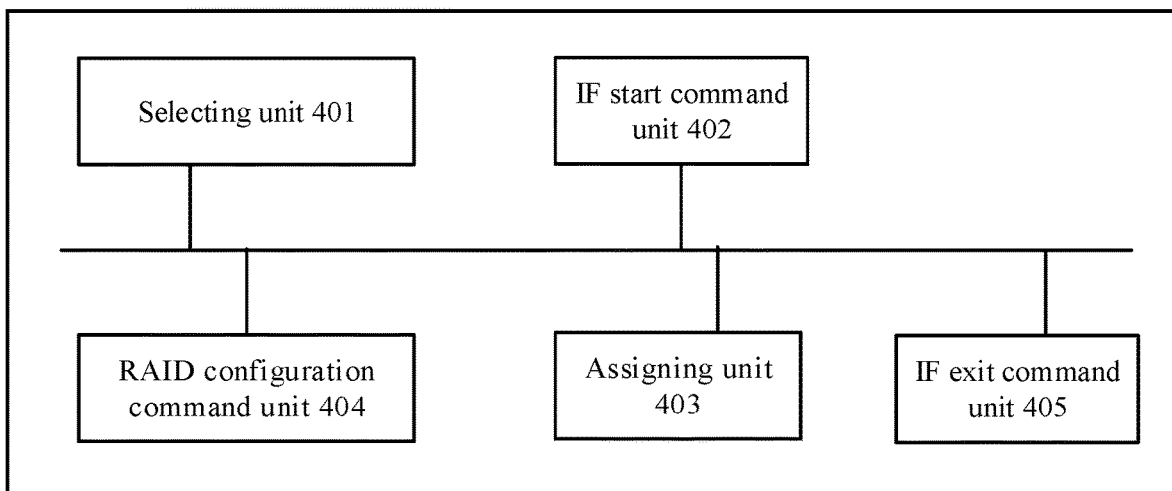 Selecting unit 401
IF start command
unit 402
RAID configuration
command unit 404
Assigning unit
403
IF exit command
unit 405